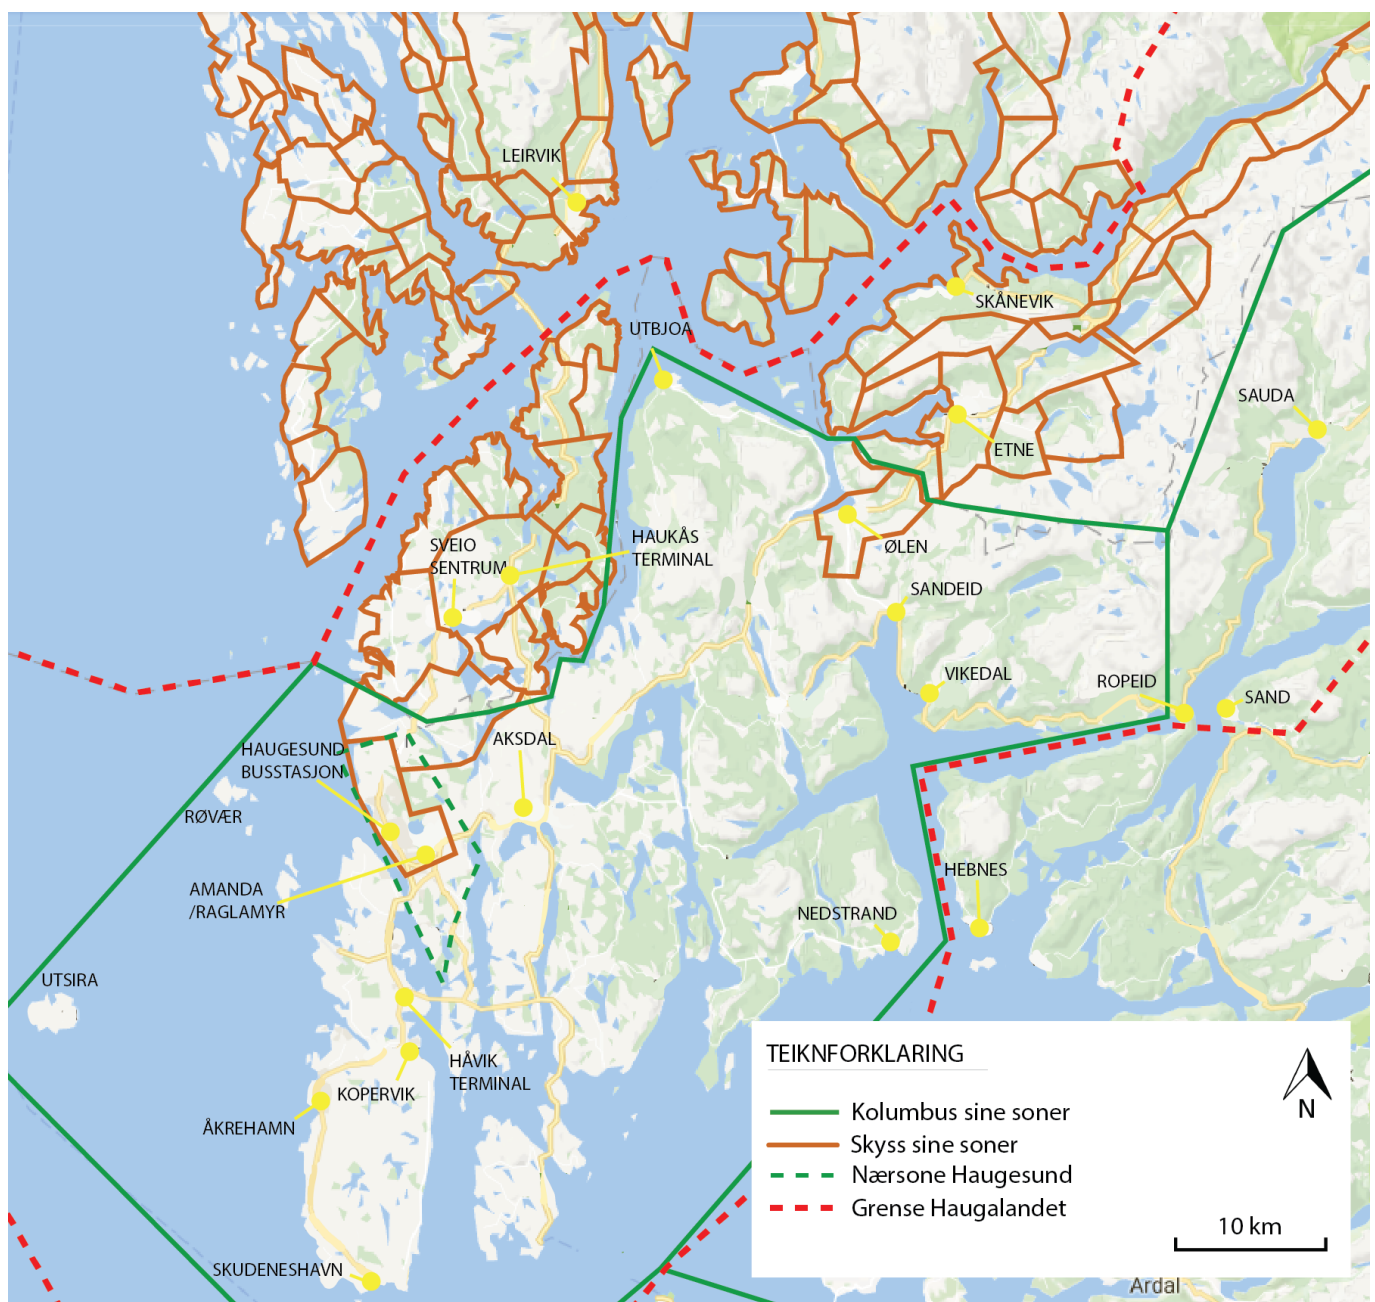 LEIRVIK
SKÅNEVIK
UTBJOA
SAUDA
ETNE
SVEIO
SENTRUM
HAUKÅS
TERMINAL
ØLEN
SANDEID
VIKEDAL
ROPEID
SAND
AKSDAL
HAUGESUND
BUSSTASJON
RØVÆR
AMANDA
/RAGLAMYR
HEBNES
NEDSTRAND
UTSIRA
HÅVIK
TERMINAL
KOPERVIK
ÅKREHAMN
SKUDENESHAVN
TEIKNFORKLARING
Kolumbus sine soner
Skyss sine soner
Nærsone Haugesund
Grense Haugalandet
N
10 km
Årdal